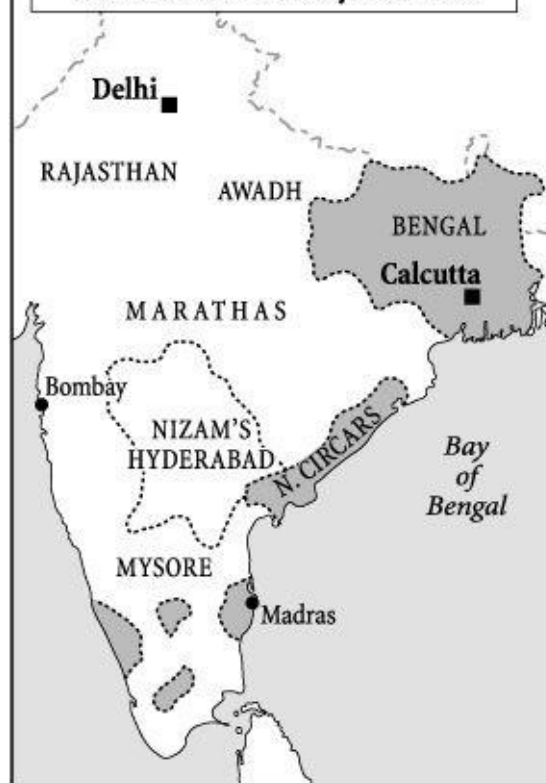 Delhi
RAJASTHAN
AWADH
BENGAL
Calcutta
MARATHAS
Bombay
NIZAM'S
HYDERABAD
N. CIRCARS
Bay
of
Bengal
MYSORE
Madras